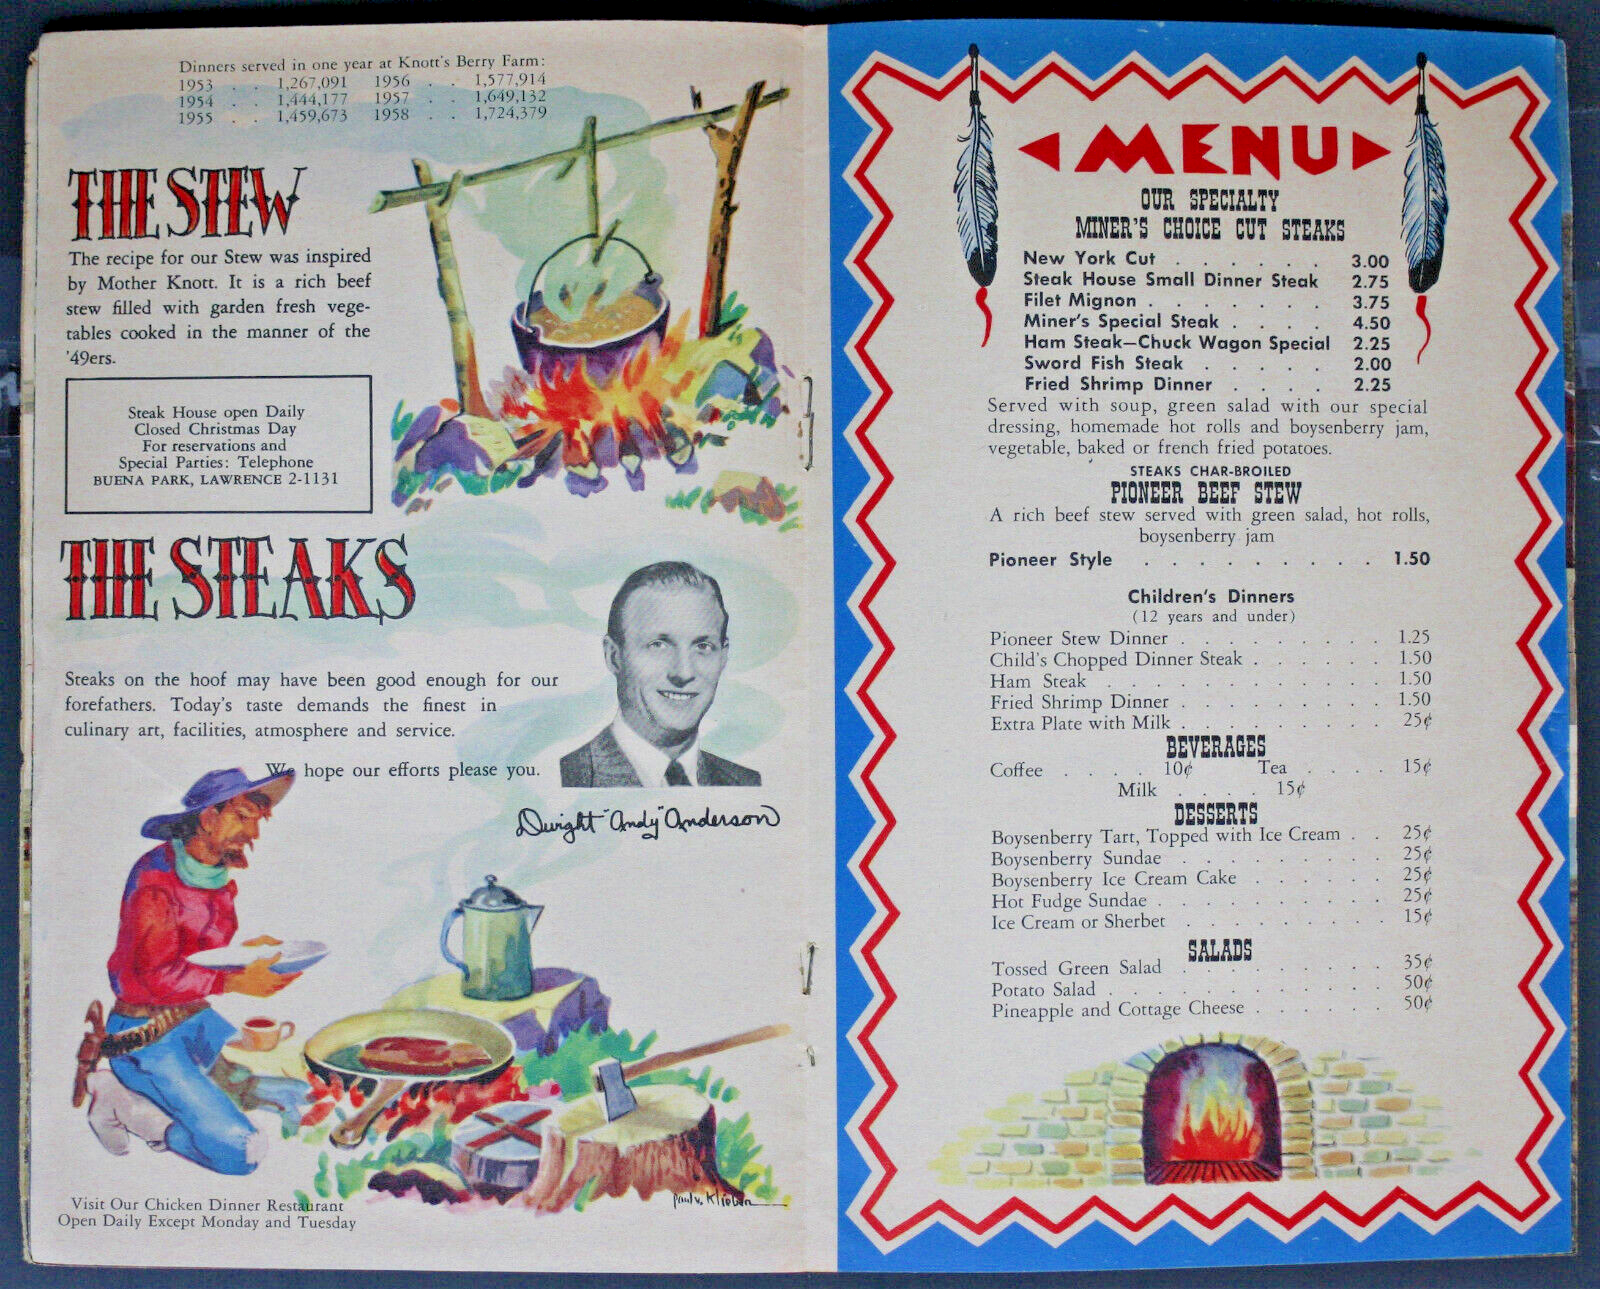 Dinners served in one year at Knott's Berry Farm:
1953 . . 1,267,091 1956 . . 1,577,914
1954 . . 1,444,177 1957 . . 1,649,132
1955 . . 1,459,673 1958 . . 1,724,379
THE STEW
The recipe for our Stew was inspired
by Mother Knott. It is a rich beef
stew filled with garden fresh vege-
tables cooked in the manner of the
'49ers.
Steak House open Daily
Closed Christmas Day
For reservations and
Special Parties: Telephone
BUENA PARK, LAWRENCE 2-1131
THE STEAKS
Steaks on the hoof may have been good enough for our
forefathers. Today's taste demands the finest in
culinary art, facilities, atmosphere and service.
We hope our efforts please you.
Dwight "Andy" Anderson
Paul v. Klieben
Visit Our Chicken Dinner Restaurant
Open Daily Except Monday and Tuesday
MENU
OUR SPECIALTY
MINER'S CHOICE CUT STEAKS
New York Cut . . . . . . 3.00
Steak House Small Dinner Steak 2.75
Filet Mignon . . . . . . . 3.75
Miner's Special Steak . . . . 4.50
Ham Steak—Chuck Wagon Special 2.25
Sword Fish Steak . . . . . 2.00
Fried Shrimp Dinner . . . . 2.25
Served with soup, green salad with our special
dressing, homemade hot rolls and boysenberry jam,
vegetable, baked or french fried potatoes.
STEAKS CHAR-BROILED
PIONEER BEEF STEW
A rich beef stew served with green salad, hot rolls,
boysenberry jam
Pioneer Style . . . . . . . . . 1.50
Children's Dinners
(12 years and under)
Pioneer Stew Dinner . . . . . . . . . 1.25
Child's Chopped Dinner Steak . . . . . . 1.50
Ham Steak . . . . . . . . . . . . 1.50
Fried Shrimp Dinner . . . . . . . . . 1.50
Extra Plate with Milk . . . . . . . . . 25¢
BEVERAGES
Coffee . . . . 10¢ Tea . . . . 15¢
Milk . . . . 15¢
DESSERTS
Boysenberry Tart, Topped with Ice Cream . . 25¢
Boysenberry Sundae . . . . . . . . . 25¢
Boysenberry Ice Cream Cake . . . . . . 25¢
Hot Fudge Sundae . . . . . . . . . . 25¢
Ice Cream or Sherbet . . . . . . . . . 15¢
SALADS
Tossed Green Salad . . . . . . . . . 35¢
Potato Salad . . . . . . . . . . . . 50¢
Pineapple and Cottage Cheese . . . . . . 50¢